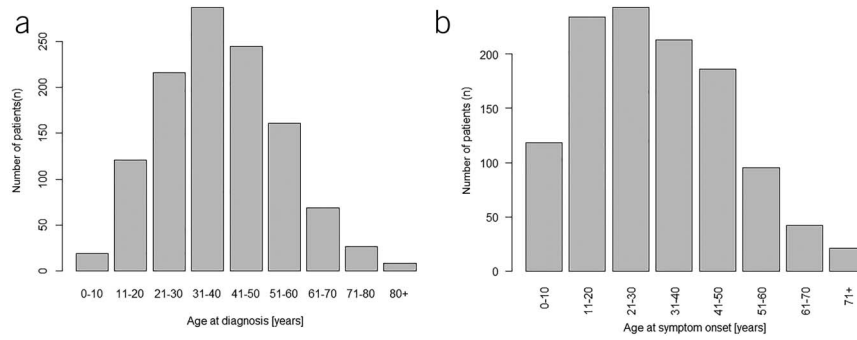 a
Number of patients(n)
250
200
150
100
50
0
0-10 11-20 21-30 31-40 41-50 51-60 61-70 71-80 80+
Age at diagnosis [years]
b
Number of patients (n)
200
150
100
50
0
0-10 11-20 21-30 31-40 41-50 51-60 61-70 71+
Age at symptom onset [years]